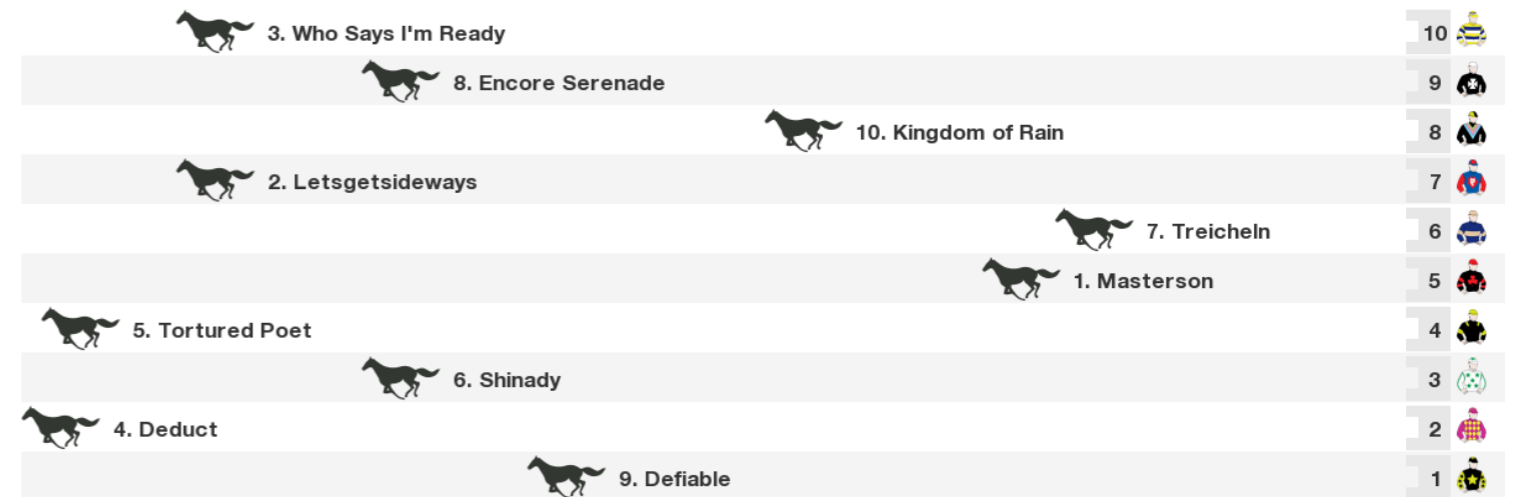 3. Who Says I'm Ready 10
8. Encore Serenade 9
10. Kingdom of Rain 8
2. Letsgetsideways 7
7. Treicheln 6
1. Masterson 5
5. Tortured Poet 4
6. Shinady 3
4. Deduct 2
9. Defiable 1